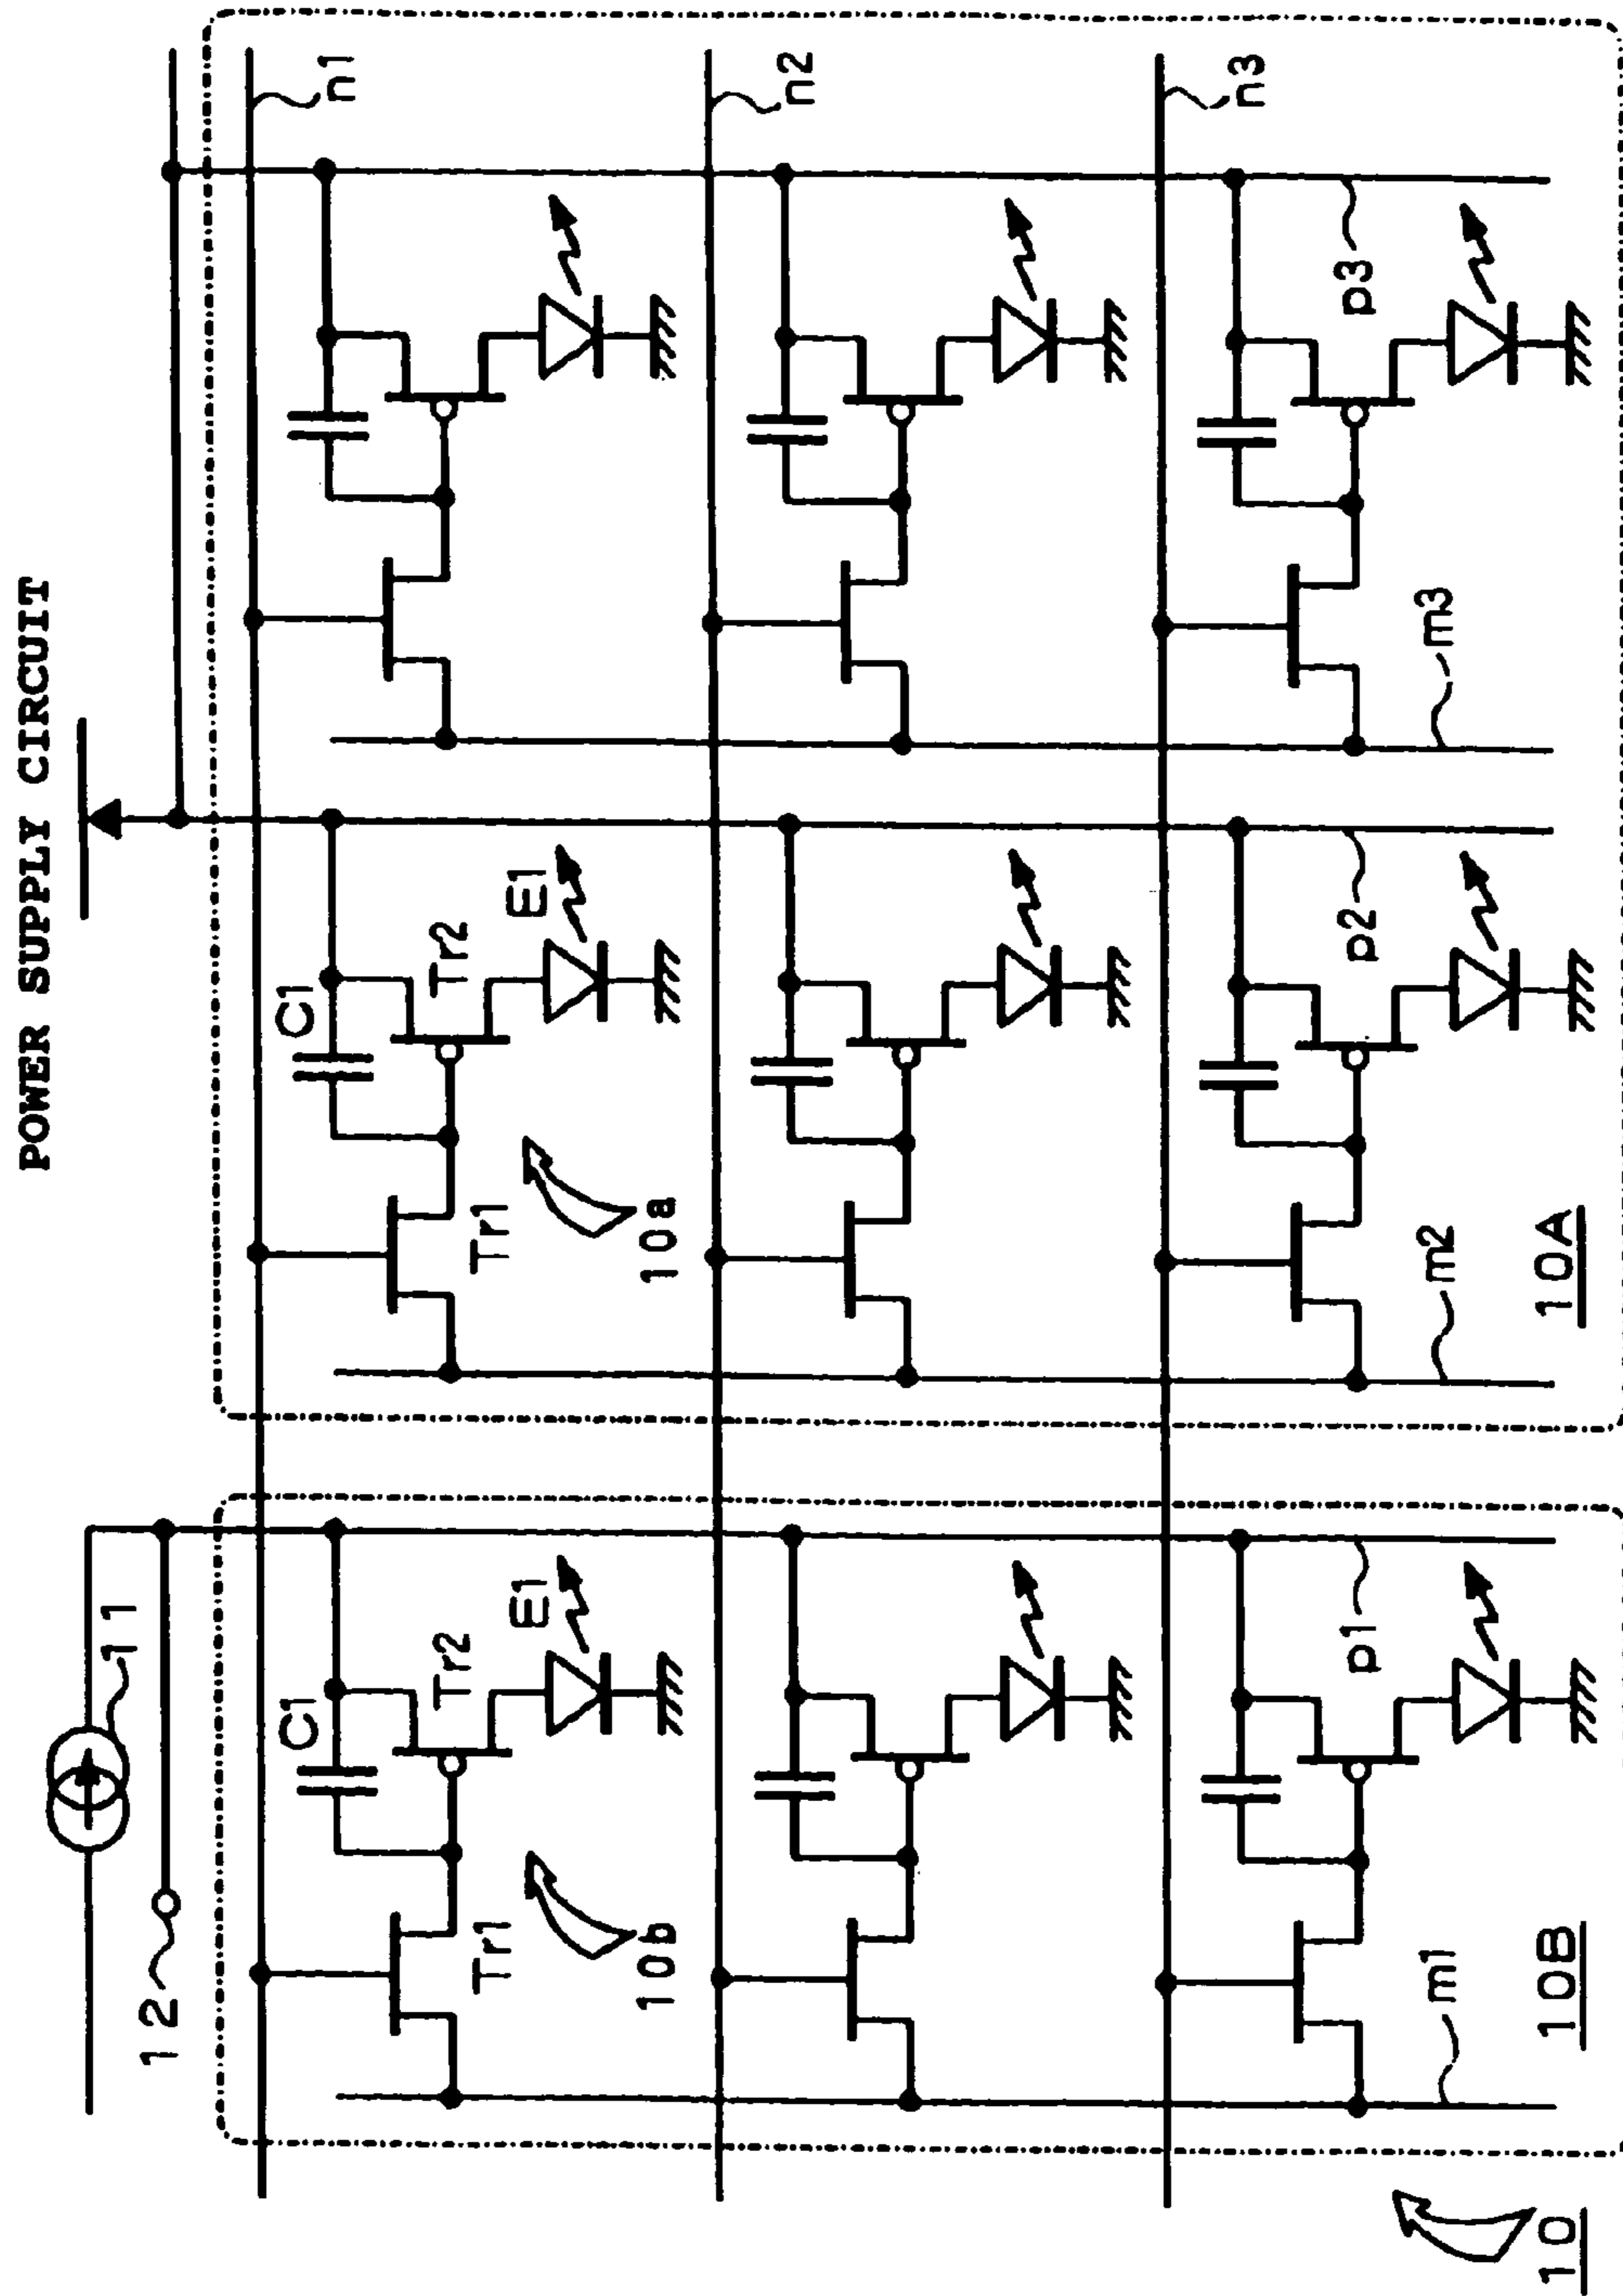 POWER SUPPLY CIRCUIT
11
12
n1
C1
Tr2
E1
Tr1
10b
C1
Tr2
E1
Tr1
10a
n2
n3
p1
p2
p3
m1
m2
m3
10B
10A
10